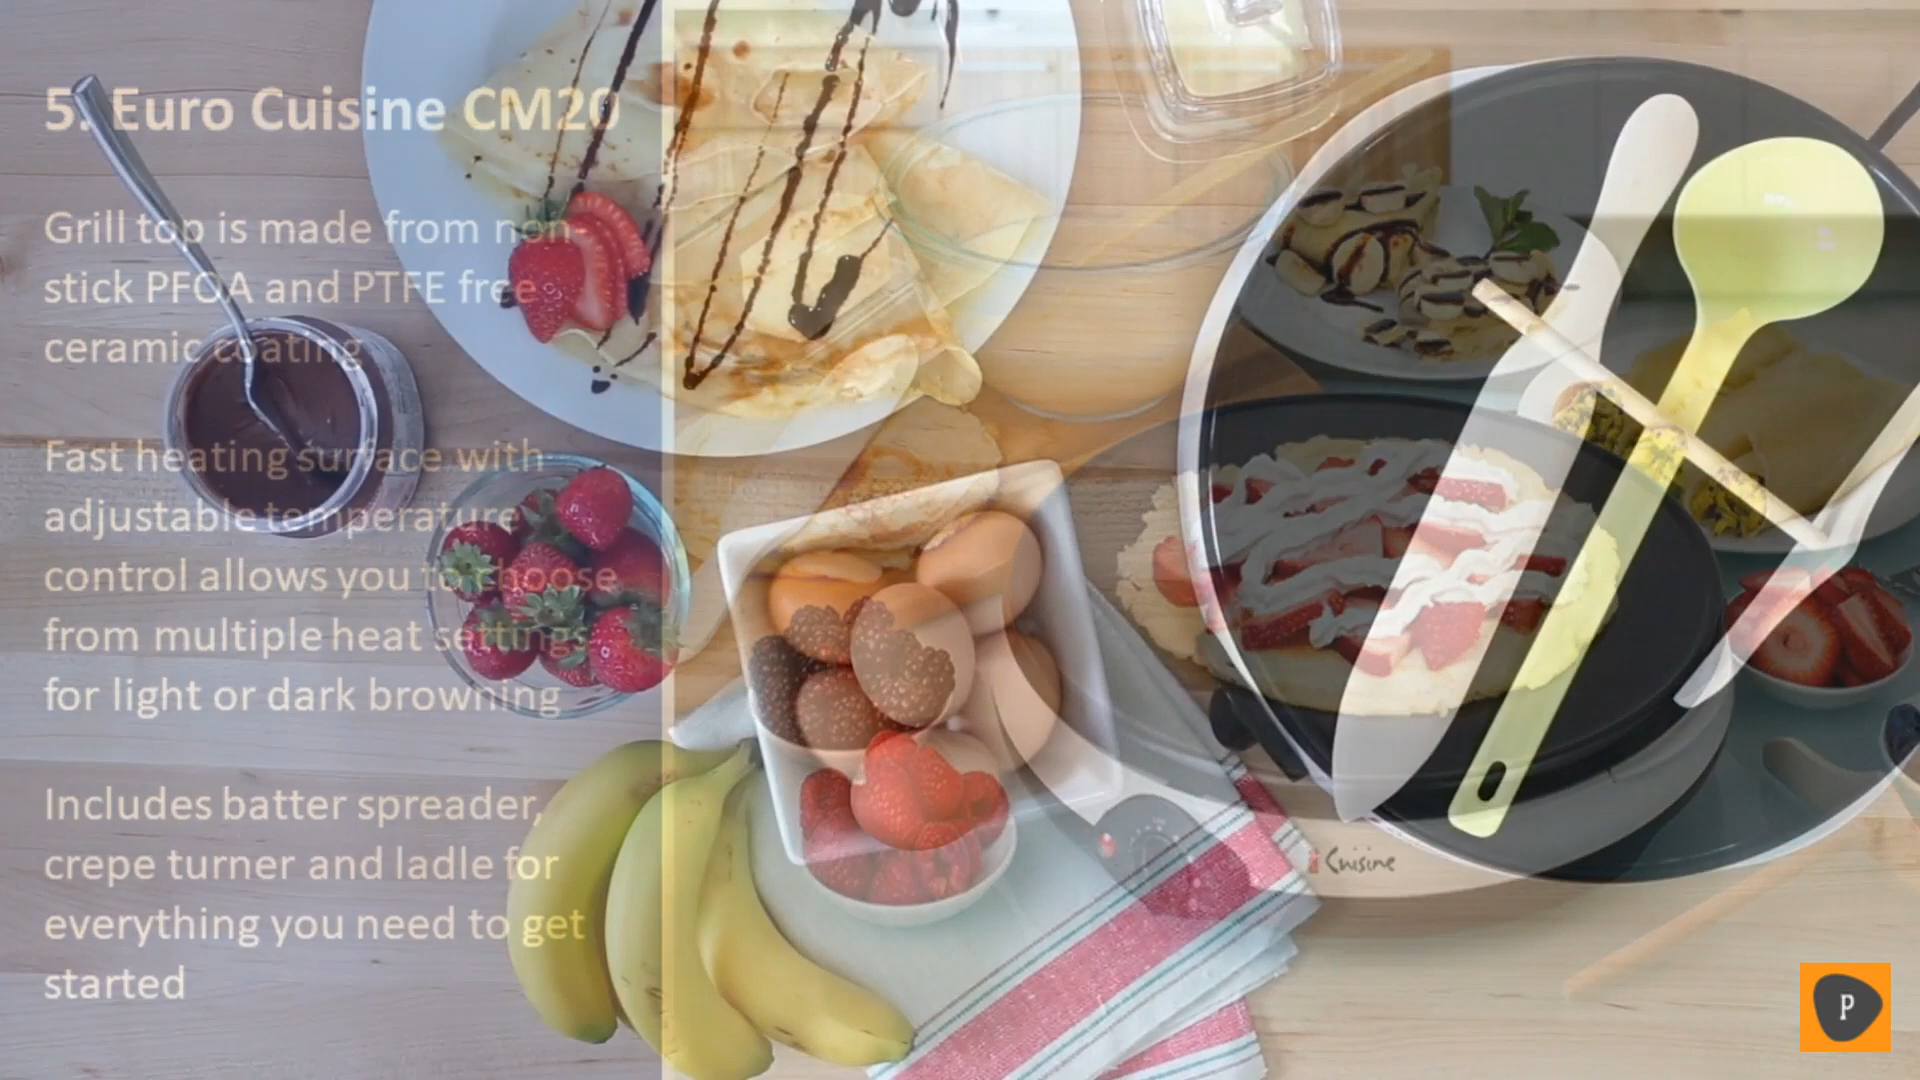 5. Euro Cuisine CM20
Grill top is made from non
stick PFOA and PTFE free
ceramic coating
Fast heating surface with
adjustable temperature
control allows you to choose
from multiple heat settings
for light or dark browning
Includes batter spreader,
crepe turner and ladle for
everything you need to get
started
Cuisine
P